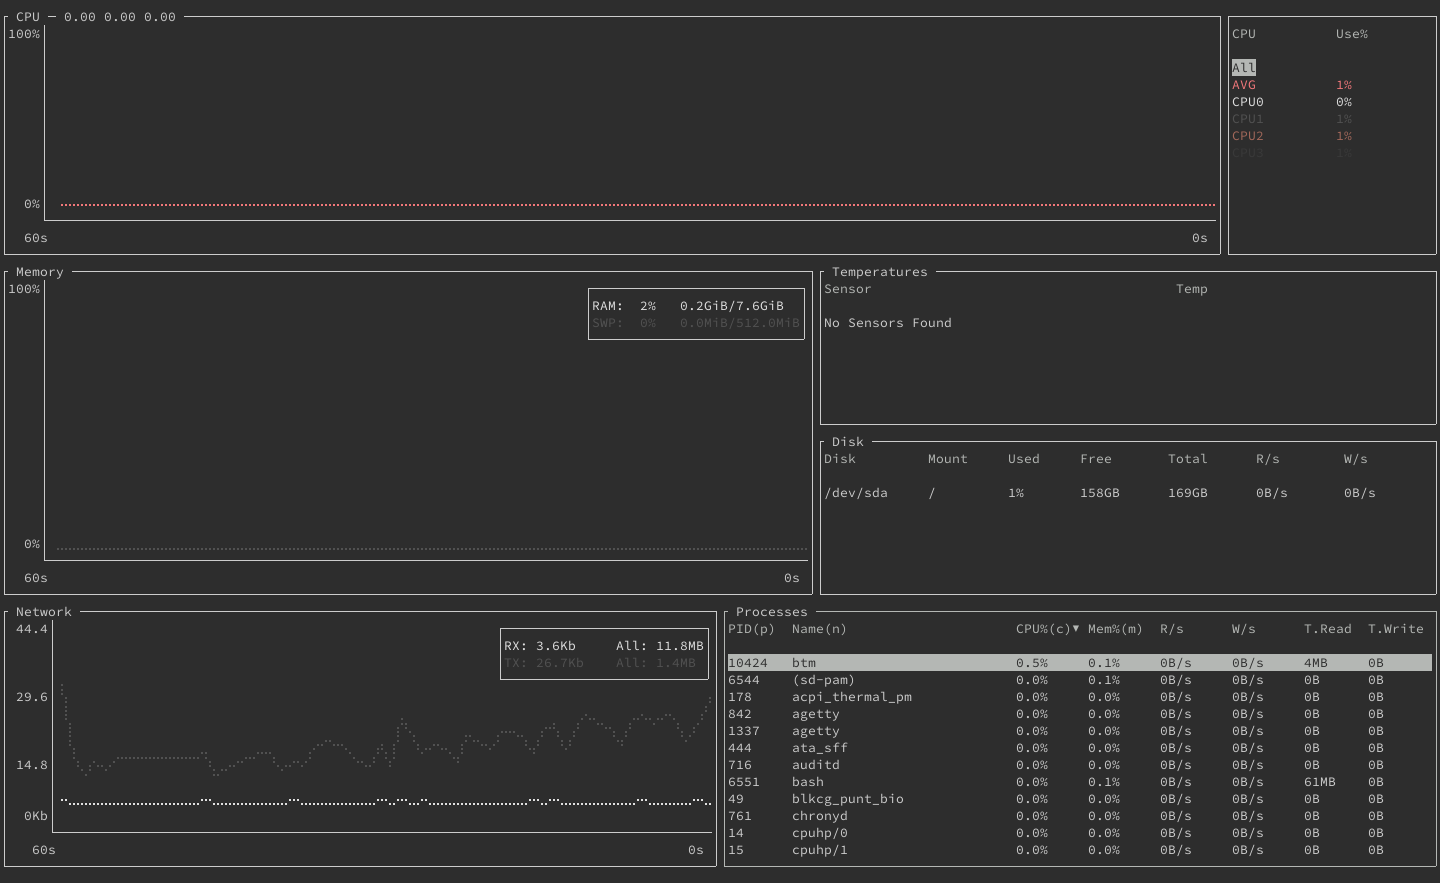 CPU — 0.00 0.00 0.00
100%
0%
60s 0s
CPU Use%
All
AVG 1%
CPU0 0%
CPU1 1%
CPU2 1%
CPU3 1%
Memory
100%
RAM: 2% 0.2GiB/7.6GiB
SWP: 0% 0.0MiB/512.0MiB
0%
60s 0s
Temperatures
Sensor Temp
No Sensors Found
Disk
Disk Mount Used Free Total R/s W/s
/dev/sda / 1% 158GB 169GB 0B/s 0B/s
Network
44.4
RX: 3.6Kb All: 11.8MB
TX: 26.7Kb All: 1.4MB
29.6
14.8
0Kb
60s 0s
Processes
PID(p) Name(n) CPU%(c)▼ Mem%(m) R/s W/s T.Read T.Write
10424 btm 0.5% 0.1% 0B/s 0B/s 4MB 0B
6544 (sd-pam) 0.0% 0.1% 0B/s 0B/s 0B 0B
178 acpi_thermal_pm 0.0% 0.0% 0B/s 0B/s 0B 0B
842 agetty 0.0% 0.0% 0B/s 0B/s 0B 0B
1337 agetty 0.0% 0.0% 0B/s 0B/s 0B 0B
444 ata_sff 0.0% 0.0% 0B/s 0B/s 0B 0B
716 auditd 0.0% 0.0% 0B/s 0B/s 0B 0B
6551 bash 0.0% 0.1% 0B/s 0B/s 61MB 0B
49 blkcg_punt_bio 0.0% 0.0% 0B/s 0B/s 0B 0B
761 chronyd 0.0% 0.0% 0B/s 0B/s 0B 0B
14 cpuhp/0 0.0% 0.0% 0B/s 0B/s 0B 0B
15 cpuhp/1 0.0% 0.0% 0B/s 0B/s 0B 0B